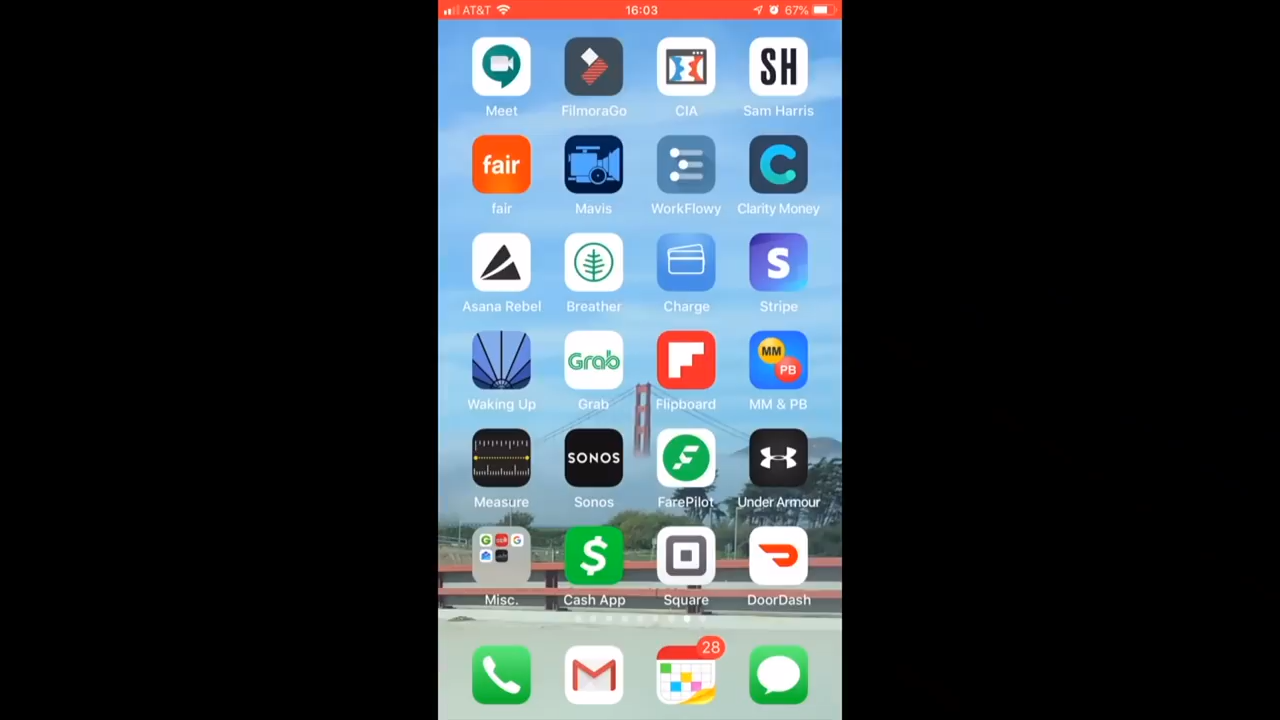 AT&T 16:03 67%
Meet FilmoraGo CIA Sam Harris
SH
fair
fair Mavis WorkFlowy Clarity Money
C
S
Asana Rebel Breather Charge Stripe
Grab MM PB
Waking Up Grab Flipboard MM & PB
SONOS
Measure Sonos FarePilot Under Armour
$
Misc. Cash App Square DoorDash
28